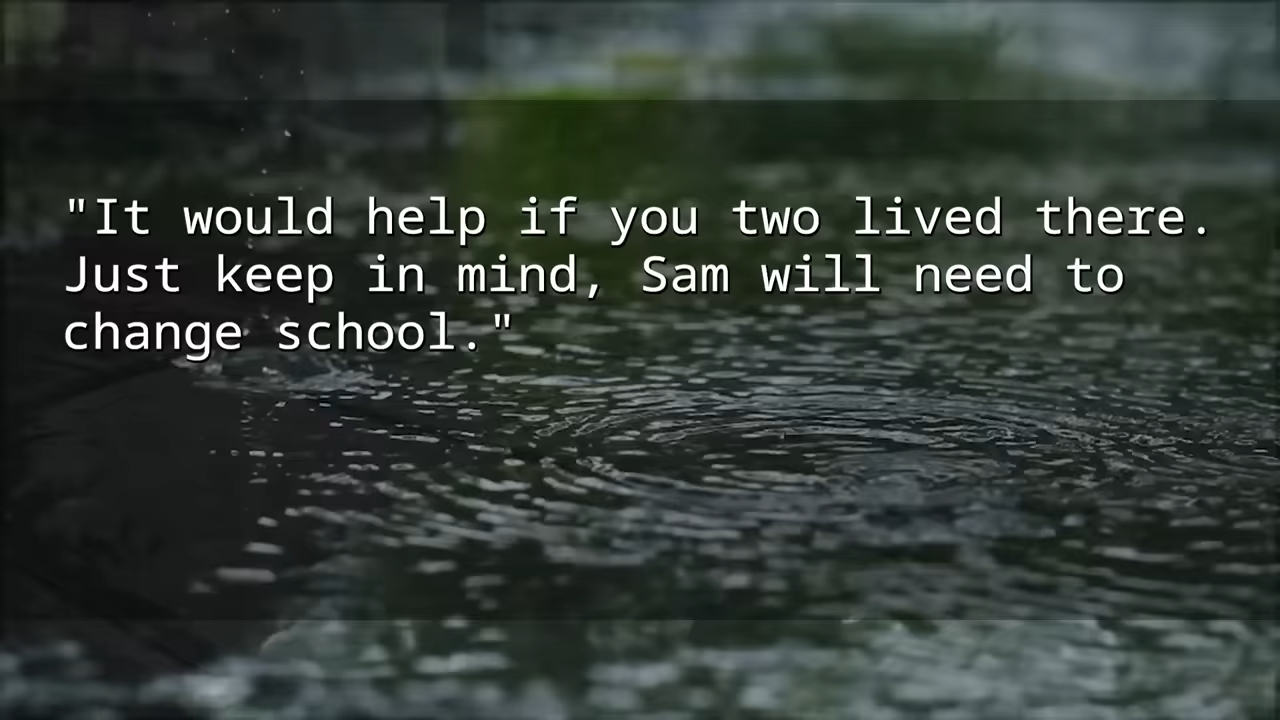 "It would help if you two lived there.
Just keep in mind, Sam will need to
change school."